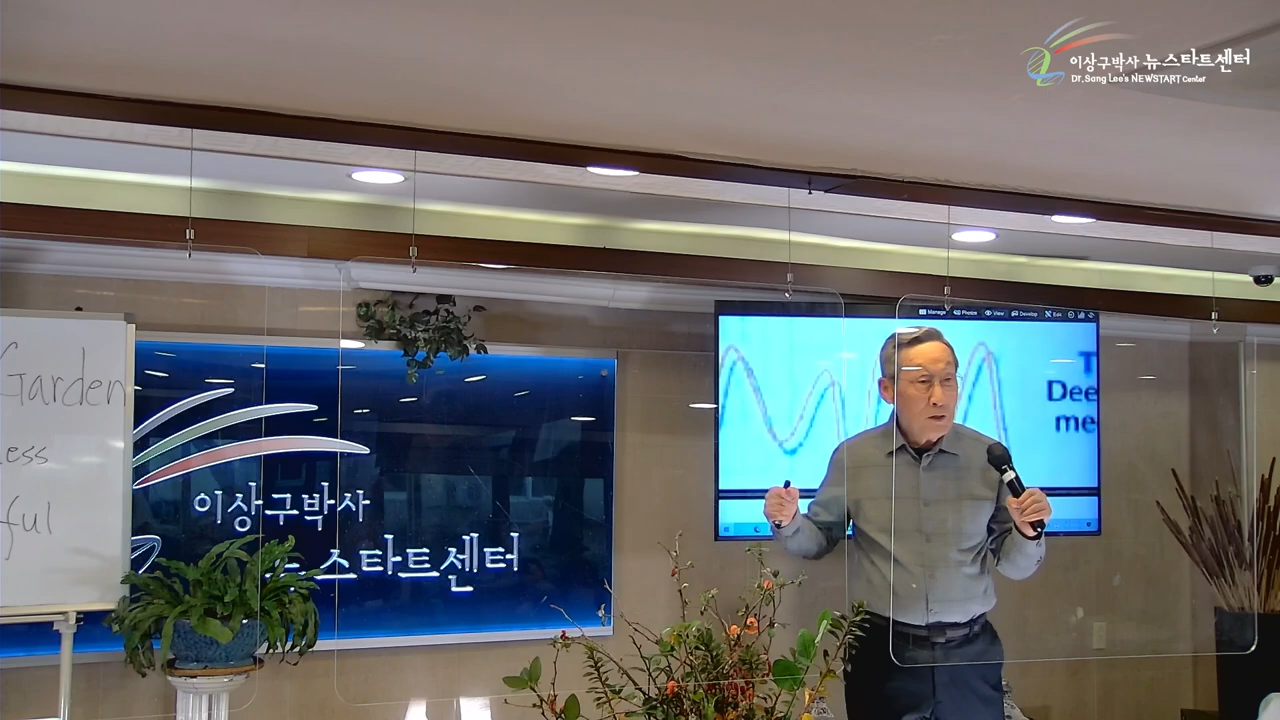 이상구박사 뉴스타트센터
Dr. Sang Lee's NEWSTART Center
Manage Photos View Develop Edit
Garden
ess
ful
이상구박사
스타트센터
T
Dee
me